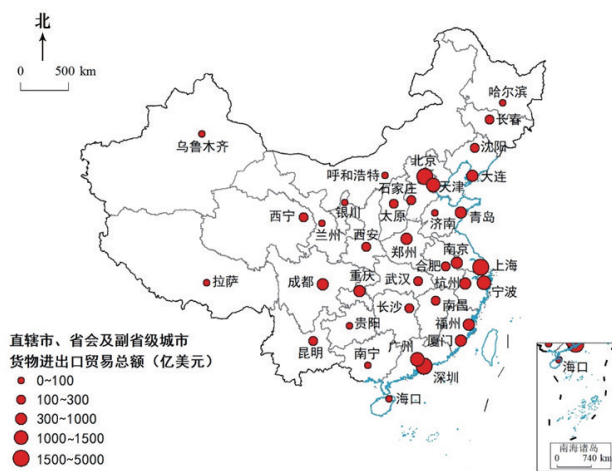 北
0 500 km
哈尔滨
长春
乌鲁木齐
沈阳
北京
呼和浩特
大连
天津
石家庄
银川
太原
西宁
济南
青岛
兰州
西安
郑州
南京
合肥
上海
拉萨
成都
重庆
武汉
杭州
宁波
长沙
南昌
贵阳
福州
昆明
南宁
广州
厦门
深圳
海口
直辖市、省会及副省级城市
货物进出口贸易总额（亿美元）
0~100
100~300
300~1000
1000~1500
1500~5000
海口
南海诸岛
0 740 km